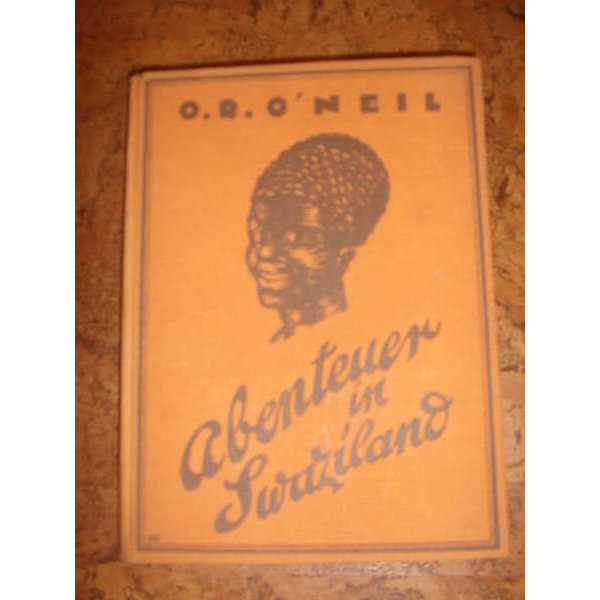 O.R. O'NEIL
Abenteuer
in
Swaziland